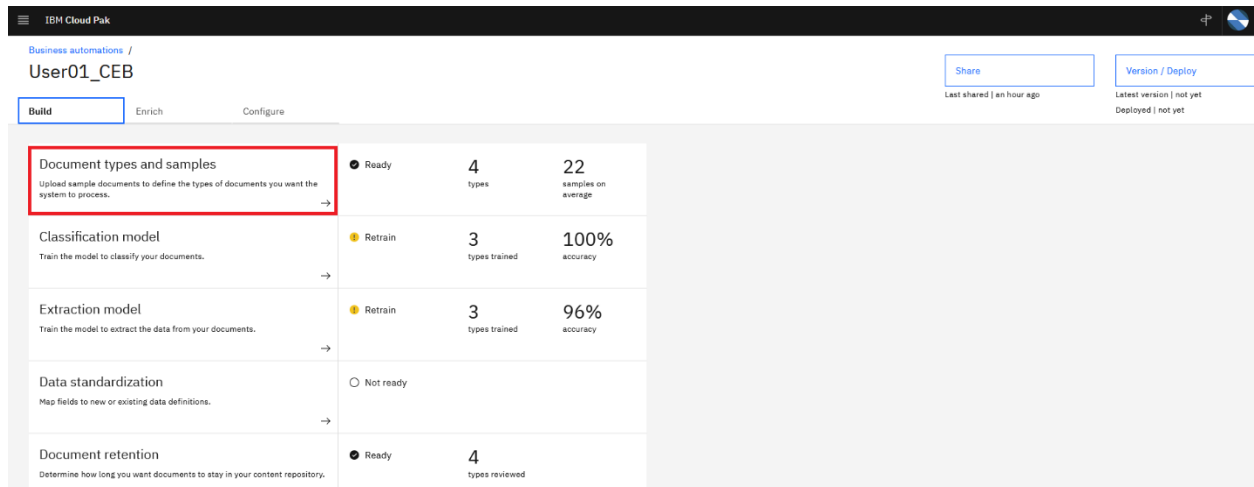 IBM Cloud Pak
Business automations /
User01_CEB
Share
Version / Deploy
Last shared | an hour ago
Latest version | not yet
Deployed | not yet
Build
Enrich
Configure
Document types and samples
Upload sample documents to define the types of documents you want the
system to process.
Ready
4
types
22
samples on
average
Classification model
Train the model to classify your documents.
Retrain
3
types trained
100%
accuracy
Extraction model
Train the model to extract the data from your documents.
Retrain
3
types trained
96%
accuracy
Data standardization
Map fields to new or existing data definitions.
Not ready
Document retention
Determine how long you want documents to stay in your content repository.
Ready
4
types reviewed